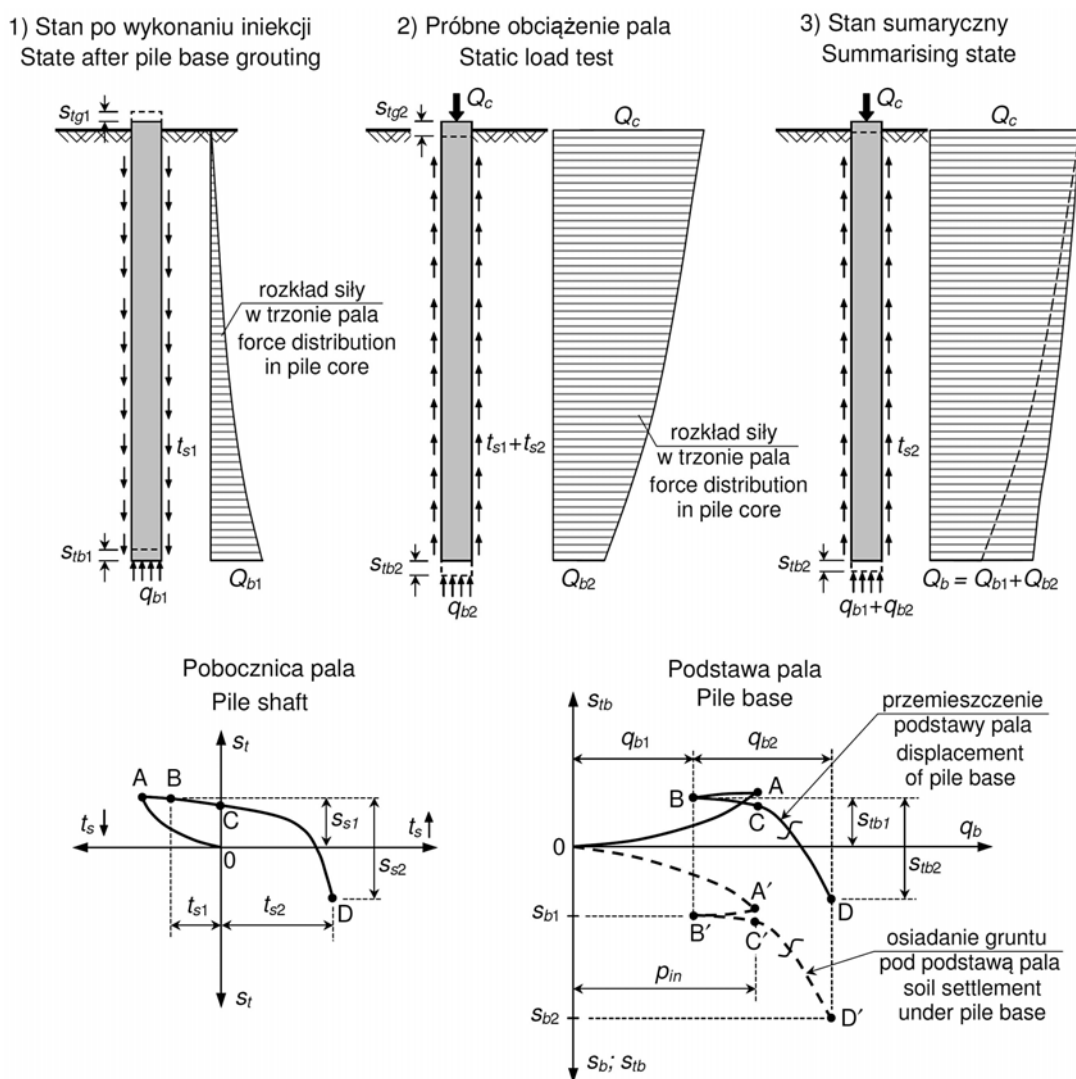 1) Stan po wykonaniu iniekcji
State after pile base grouting
2) Próbne obciążenie pala
Static load test
3) Stan sumaryczny
Summarising state
s_tg1
rozkład siły
w trzonie pala
force distribution
in pile core
t_s1
s_tb1
q_b1
Q_b1
s_tg2
Q_c
Q_c
t_s1+t_s2
rozkład siły
w trzonie pala
force distribution
in pile core
s_tb2
q_b2
Q_b2
Q_c
Q_c
t_s2
s_tb2
q_b1+q_b2
Q_b = Q_b1+Q_b2
Pobocznica pala
Pile shaft
s_t
A
B
C
t_s
t_s
0
s_s1
s_s2
t_s1
t_s2
D
s_t
Podstawa pala
Pile base
s_tb
q_b1
q_b2
przemieszczenie
podstawy pala
displacement
of pile base
A
B
C
s_tb1
q_b
0
s_tb2
A′
D
s_b1
B′
C′
p_in
osiadanie gruntu
pod podstawą pala
soil settlement
under pile base
s_b2
D′
s_b; s_tb